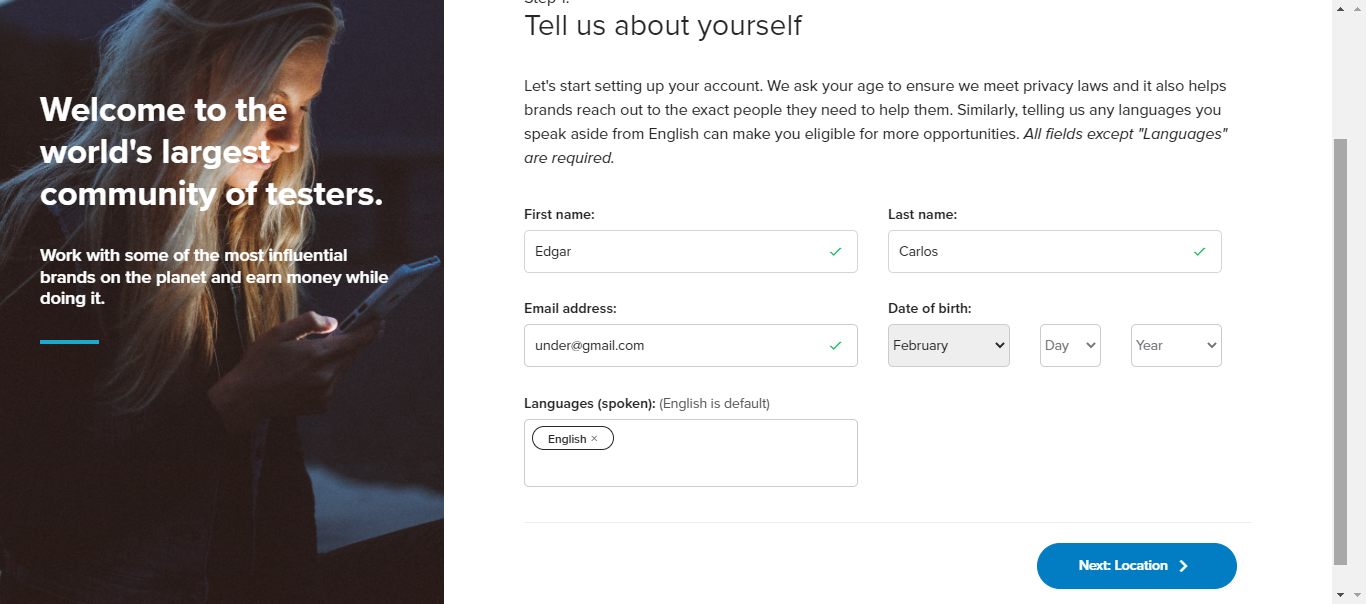 Step 1:
Tell us about yourself
Welcome to the
world's largest
community of testers.
Work with some of the most influential
brands on the planet and earn money while
doing it.
Let's start setting up your account. We ask your age to ensure we meet privacy laws and it also helps
brands reach out to the exact people they need to help them. Similarly, telling us any languages you
speak aside from English can make you eligible for more opportunities. All fields except "Languages"
are required.
First name:
Last name:
Edgar
Carlos
Email address:
Date of birth:
under@gmail.com
February
Day
Year
Languages (spoken): (English is default)
English ×
Next: Location